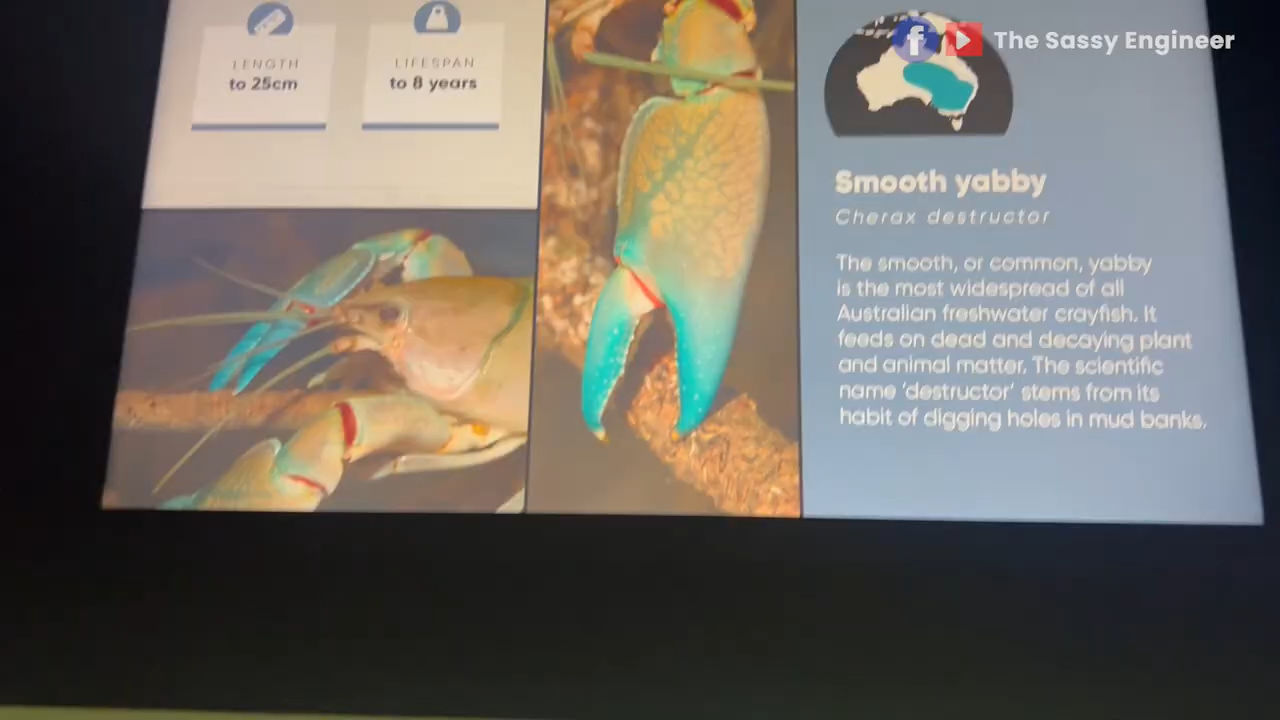 The Sassy Engineer
LENGTH
to 25cm
LIFESPAN
to 8 years
Smooth yabby
Cherax destructor
The smooth, or common, yabby
is the most widespread of all
Australian freshwater crayfish. It
feeds on dead and decaying plant
and animal matter. The scientific
name ‘destructor’ stems from its
habit of digging holes in mud banks.